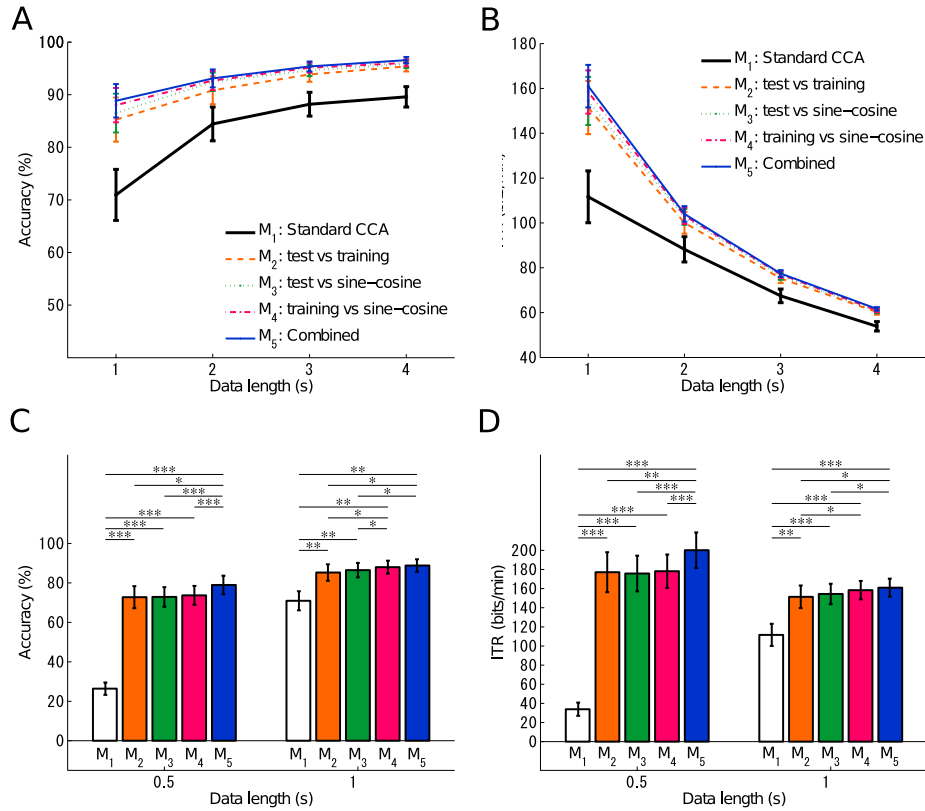 A
100
90
80
70
60
50
Accuracy (%)
M1: Standard CCA
M2: test vs training
M3: test vs sine−cosine
M4: training vs sine−cosine
M5: Combined
1 2 3 4
Data length (s)
B
180
160
140
120
100
80
60
40
M1: Standard CCA
M2: test vs training
M3: test vs sine−cosine
M4: training vs sine−cosine
M5: Combined
1 2 3 4
Data length (s)
C
*** **
* *
*** *
*** **
*** *
*** *
*** **
**
100
80
60
40
20
0
Accuracy (%)
M1 M2 M3 M4 M5 M1 M2 M3 M4 M5
0.5 1
Data length (s)
D
*** ***
** *
*** *
*** ***
*** *
*** ***
*** **
200
180
160
140
120
100
80
60
40
20
0
ITR (bits/min)
M1 M2 M3 M4 M5 M1 M2 M3 M4 M5
0.5 1
Data length (s)